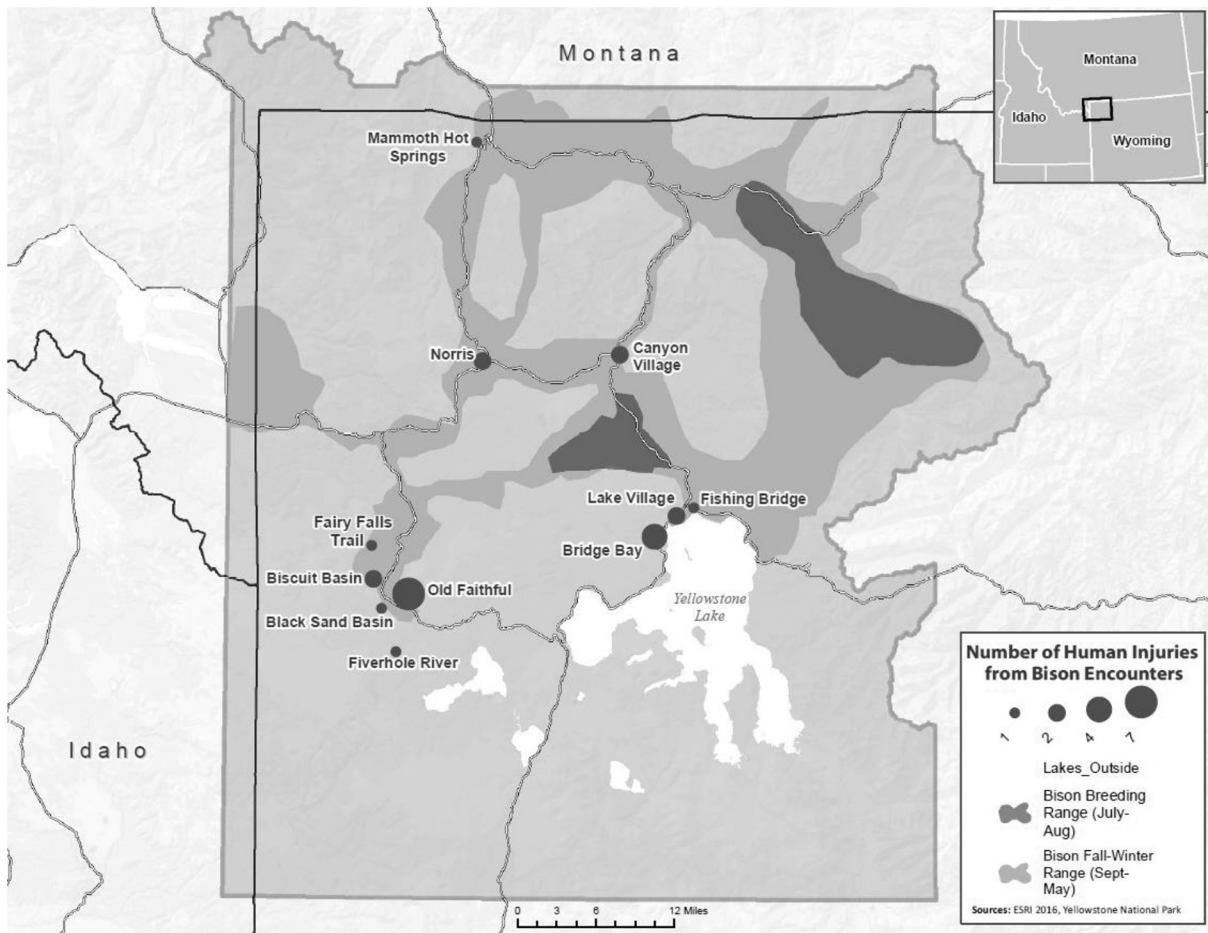 Montana
Montana
Idaho
Wyoming
Mammoth Hot
Springs
Norris
Canyon
Village
Lake Village
Fishing Bridge
Fairy Falls
Trail
Bridge Bay
Biscuit Basin
Old Faithful
Black Sand Basin
Yellowstone
Lake
Fiverhole River
Idaho
Number of Human Injuries
from Bison Encounters
1 2 4 7
Lakes_Outside
Bison Breeding
Range (July-
Aug)
Bison Fall-Winter
Range (Sept-
May)
Sources: ESRI 2016, Yellowstone National Park
0 3 6 12 Miles